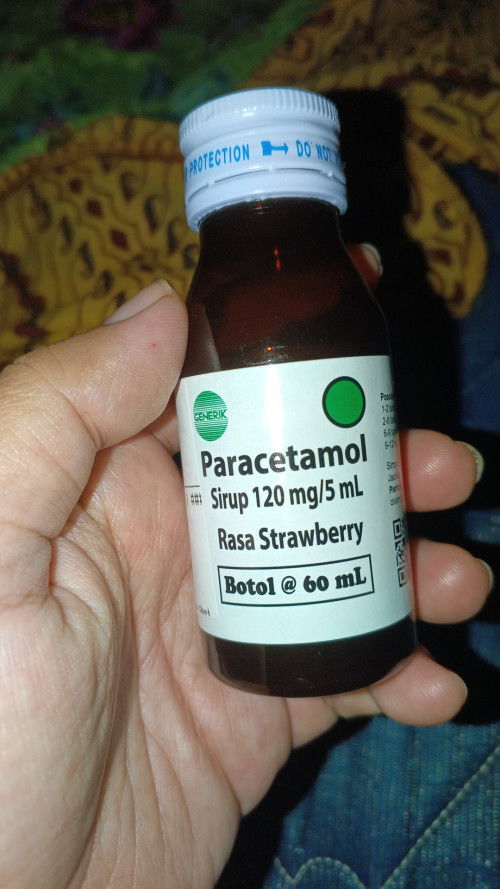 PROTECTION DO NOT
GENERIK
Paracetamol
Sirup 120 mg/5 mL
Rasa Strawberry
Botol @ 60 mL